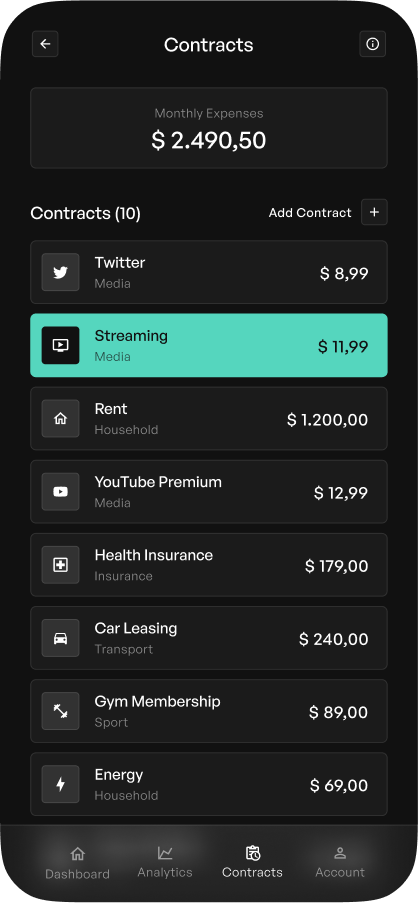 Contracts
Monthly Expenses
$ 2.490,50
Contracts (10)
Add Contract
Twitter
Media
$ 8,99
Streaming
Media
$ 11,99
Rent
Household
$ 1.200,00
YouTube Premium
Media
$ 12,99
Health Insurance
Insurance
$ 179,00
Car Leasing
Transport
$ 240,00
Gym Membership
Sport
$ 89,00
Energy
Household
$ 69,00
Dashboard
Analytics
Contracts
Account